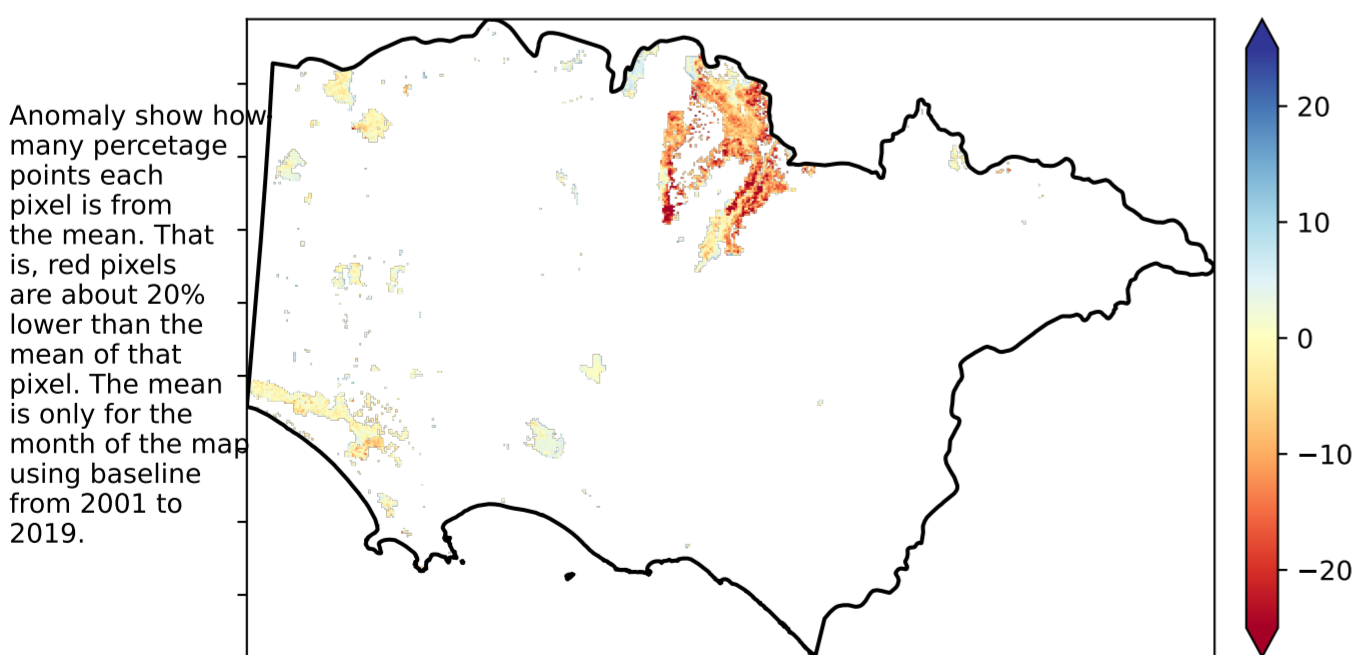 Anomaly show how
many percetage
points each
pixel is from
the mean. That
is, red pixels
are about 20%
lower than the
mean of that
pixel. The mean
is only for the
month of the map
using baseline
from 2001 to
2019.
20
10
0
−10
−20